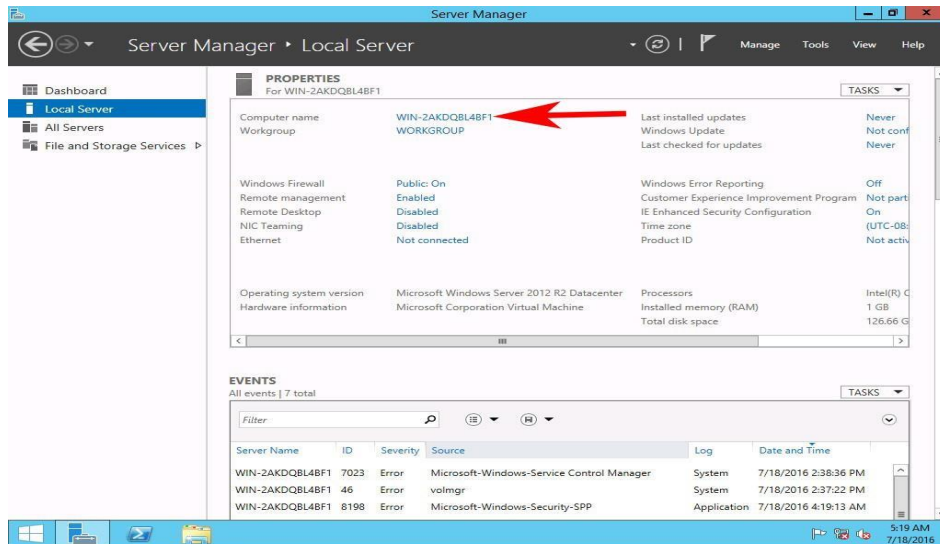 Server Manager
Server Manager • Local Server
Manage Tools View Help
Dashboard
Local Server
All Servers
File and Storage Services
PROPERTIES
For WIN-2AKDQBL4BF1
TASKS
Computer name WIN-2AKDQBL4BF1 Last installed updates Never
Workgroup WORKGROUP Windows Update Not conf
Last checked for updates Never
Windows Firewall Public: On Windows Error Reporting Off
Remote management Enabled Customer Experience Improvement Program Not parti
Remote Desktop Disabled IE Enhanced Security Configuration On
NIC Teaming Disabled Time zone (UTC-08:
Ethernet Not connected Product ID Not activ
Operating system version Microsoft Windows Server 2012 R2 Datacenter Processors Intel(R) C
Hardware information Microsoft Corporation Virtual Machine Installed memory (RAM) 1 GB
Total disk space 126.66 G
EVENTS
All events | 7 total
TASKS
Filter
Server Name ID Severity Source Log Date and Time
WIN-2AKDQBL4BF1 7023 Error Microsoft-Windows-Service Control Manager System 7/18/2016 2:38:36 PM
WIN-2AKDQBL4BF1 46 Error volmgr System 7/18/2016 2:37:22 PM
WIN-2AKDQBL4BF1 8198 Error Microsoft-Windows-Security-SPP Application 7/18/2016 4:19:13 AM
5:19 AM
7/18/2016